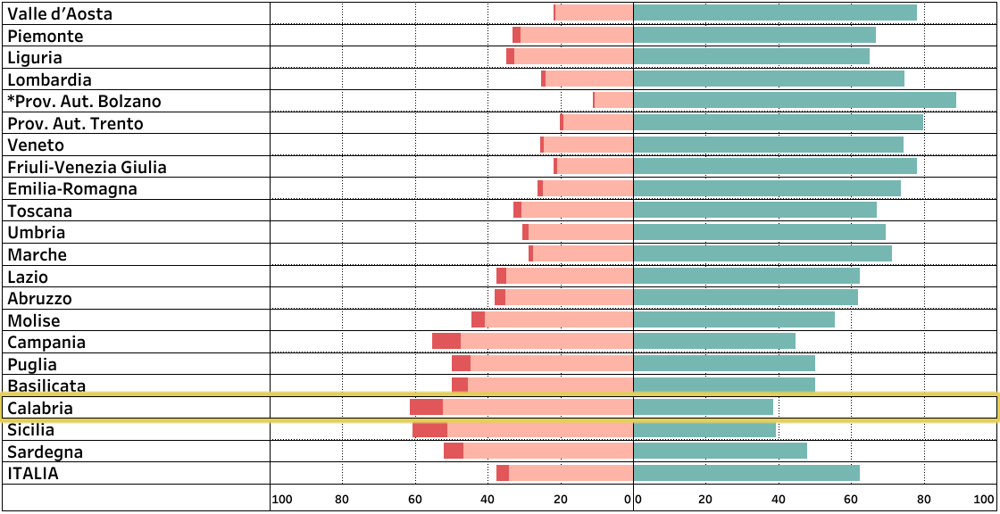 Valle d’Aosta
Piemonte
Liguria
Lombardia
*Prov. Aut. Bolzano
Prov. Aut. Trento
Veneto
Friuli-Venezia Giulia
Emilia-Romagna
Toscana
Umbria
Marche
Lazio
Abruzzo
Molise
Campania
Puglia
Basilicata
Calabria
Sicilia
Sardegna
ITALIA
100 80 60 40 20 0 0 20 40 60 80 100